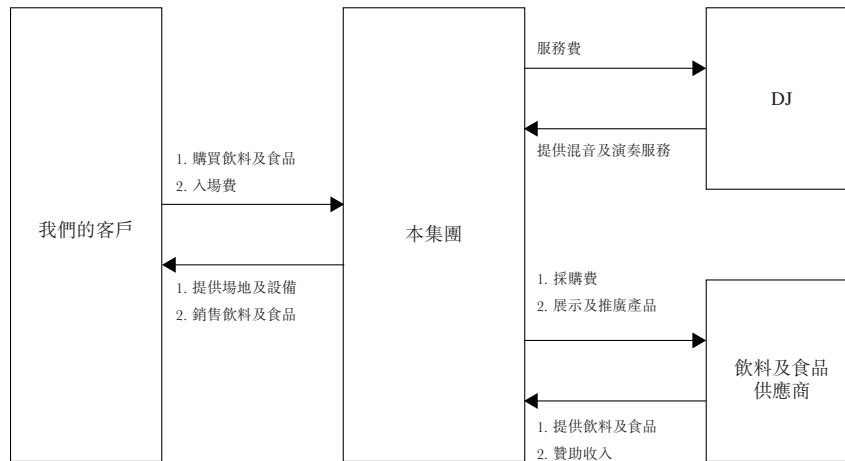 服務費
DJ
提供混音及演奏服務
1. 購買飲料及食品
2. 入場費
我們的客戶
本集團
1. 提供場地及設備
2. 銷售飲料及食品
1. 採購費
2. 展示及推廣產品
飲料及食品
供應商
1. 提供飲料及食品
2. 贊助收入